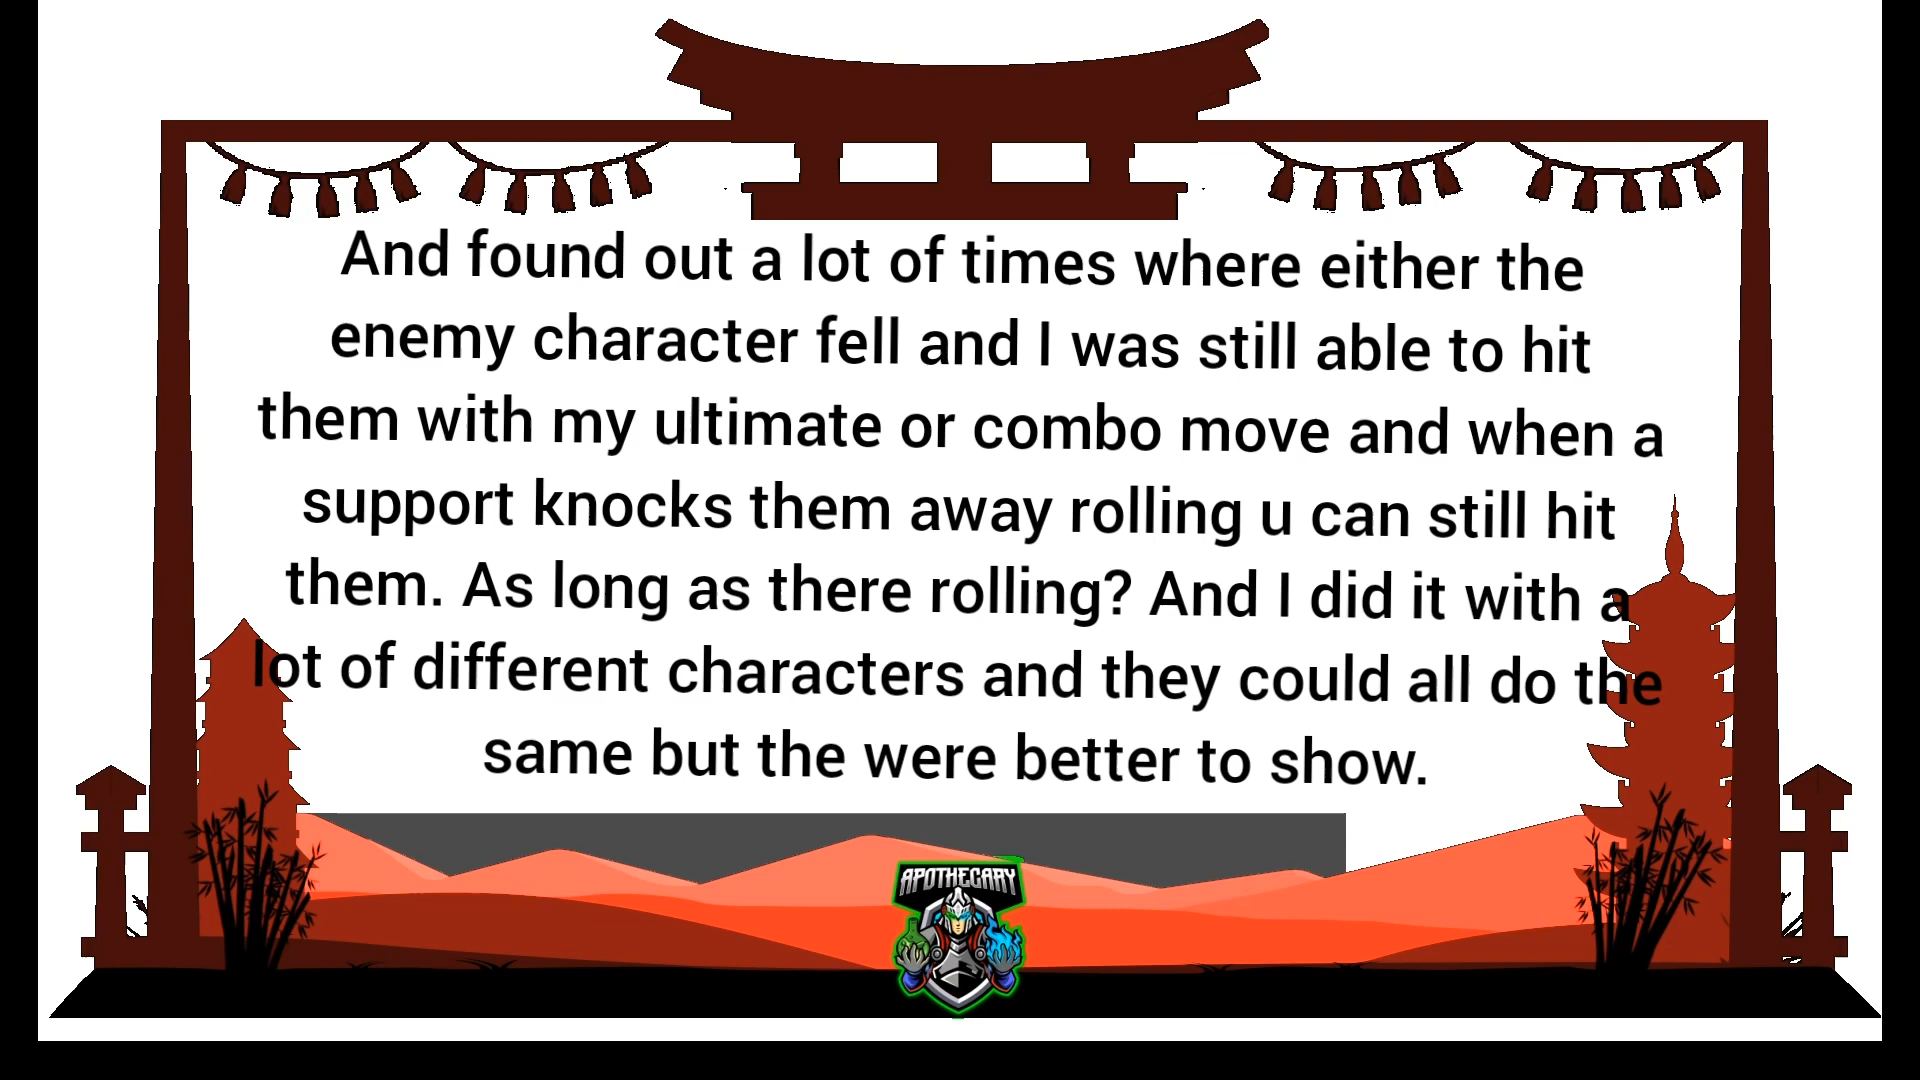 And found out a lot of times where either the
enemy character fell and I was still able to hit
them with my ultimate or combo move and when a
support knocks them away rolling u can still hit
them. As long as there rolling? And I did it with a
lot of different characters and they could all do the
same but the were better to show.
APOTHECARY